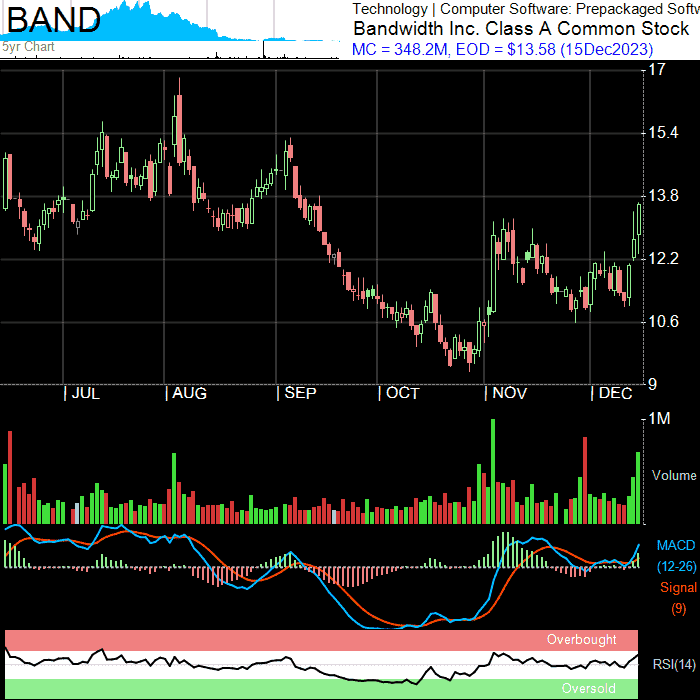 BAND
5yr Chart
Technology | Computer Software: Prepackaged Softw
Bandwidth Inc. Class A Common Stock
MC = 348.2M, EOD = $13.58 (15Dec2023)
17
15.4
13.8
12.2
10.6
9
| JUL | AUG | SEP | OCT | NOV | DEC
1M
Volume
MACD
(12-26)
Signal
(9)
Overbought
RSI(14)
Oversold